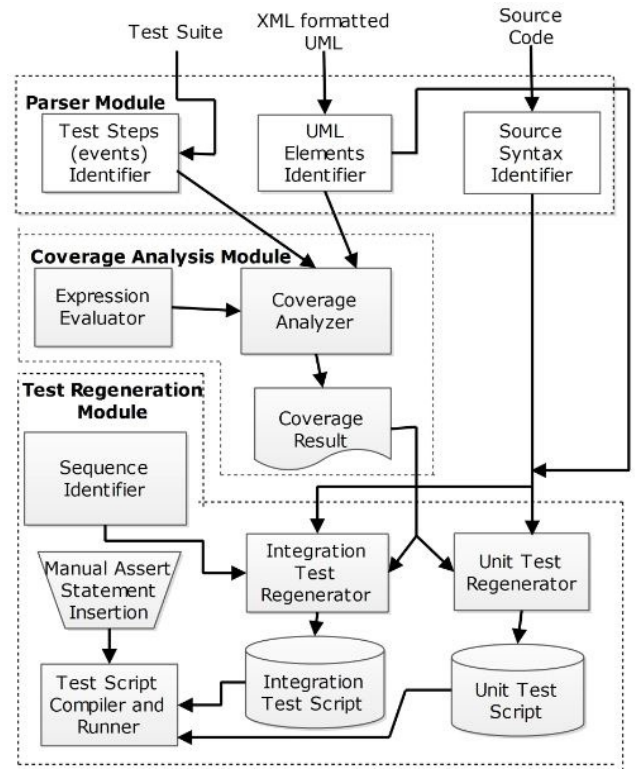 Test Suite
XML formatted
UML
Source
Code
Parser Module
Test Steps
(events)
Identifier
UML
Elements
Identifier
Source
Syntax
Identifier
Coverage Analysis Module
Expression
Evaluator
Coverage
Analyzer
Coverage
Result
Test Regeneration
Module
Sequence
Identifier
Manual Assert
Statement
Insertion
Integration
Test
Regenerator
Unit Test
Regenerator
Test Script
Compiler and
Runner
Integration
Test Script
Unit Test
Script